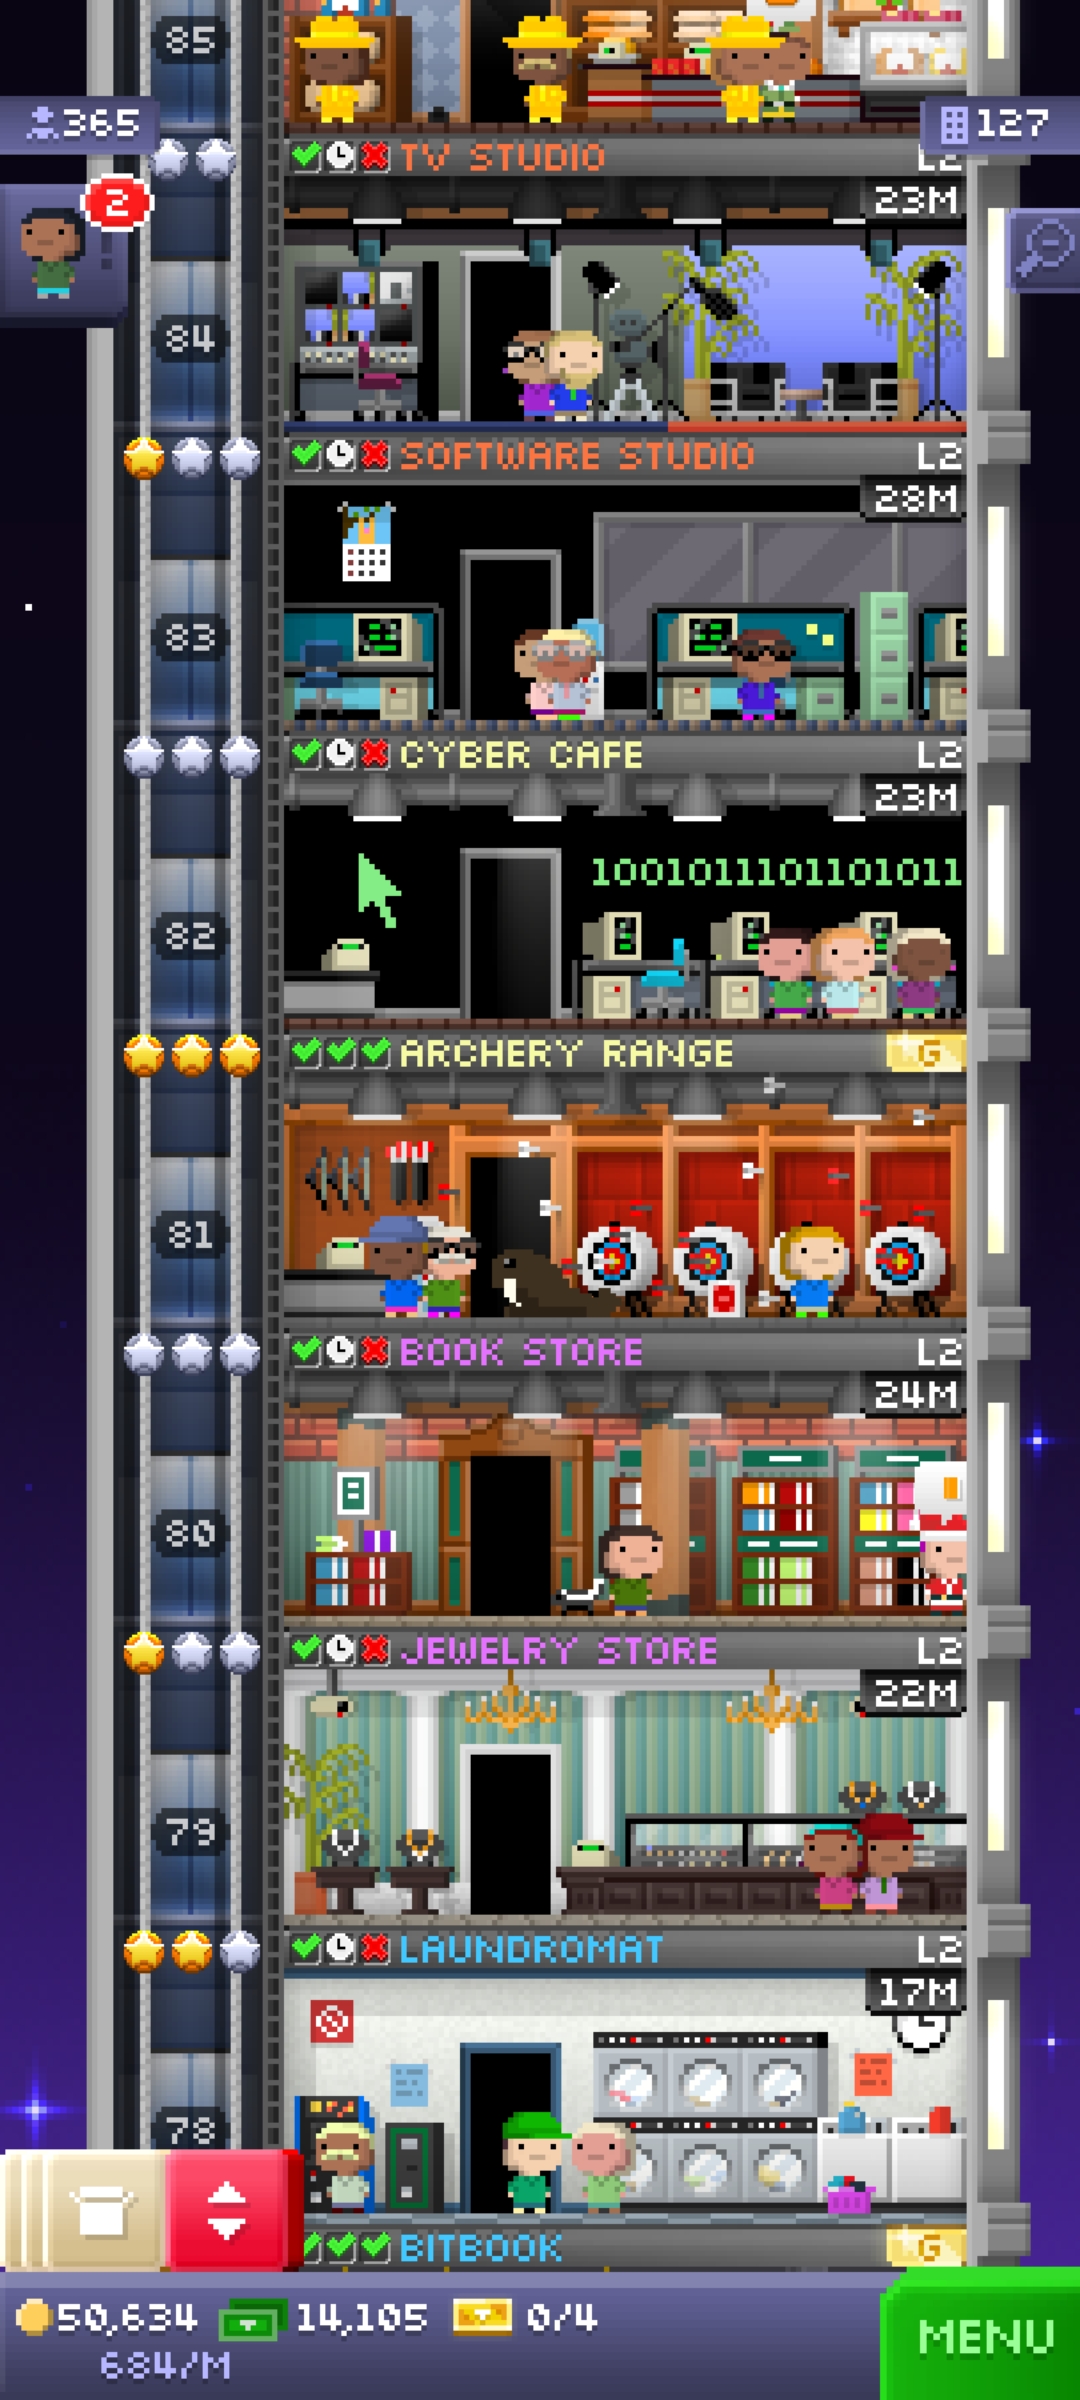 85
365
127
TV STUDIO L2
2
23M
84
SOFTWARE STUDIO L2
28M
83
CYBER CAFE L2
23M
1001011101101011
82
ARCHERY RANGE G
81
BOOK STORE L2
24M
80
JEWELRY STORE L2
22M
79
LAUNDROMAT L2
17M
78
BITBOOK G
50,634 14,105 0/4
684/M
MENU